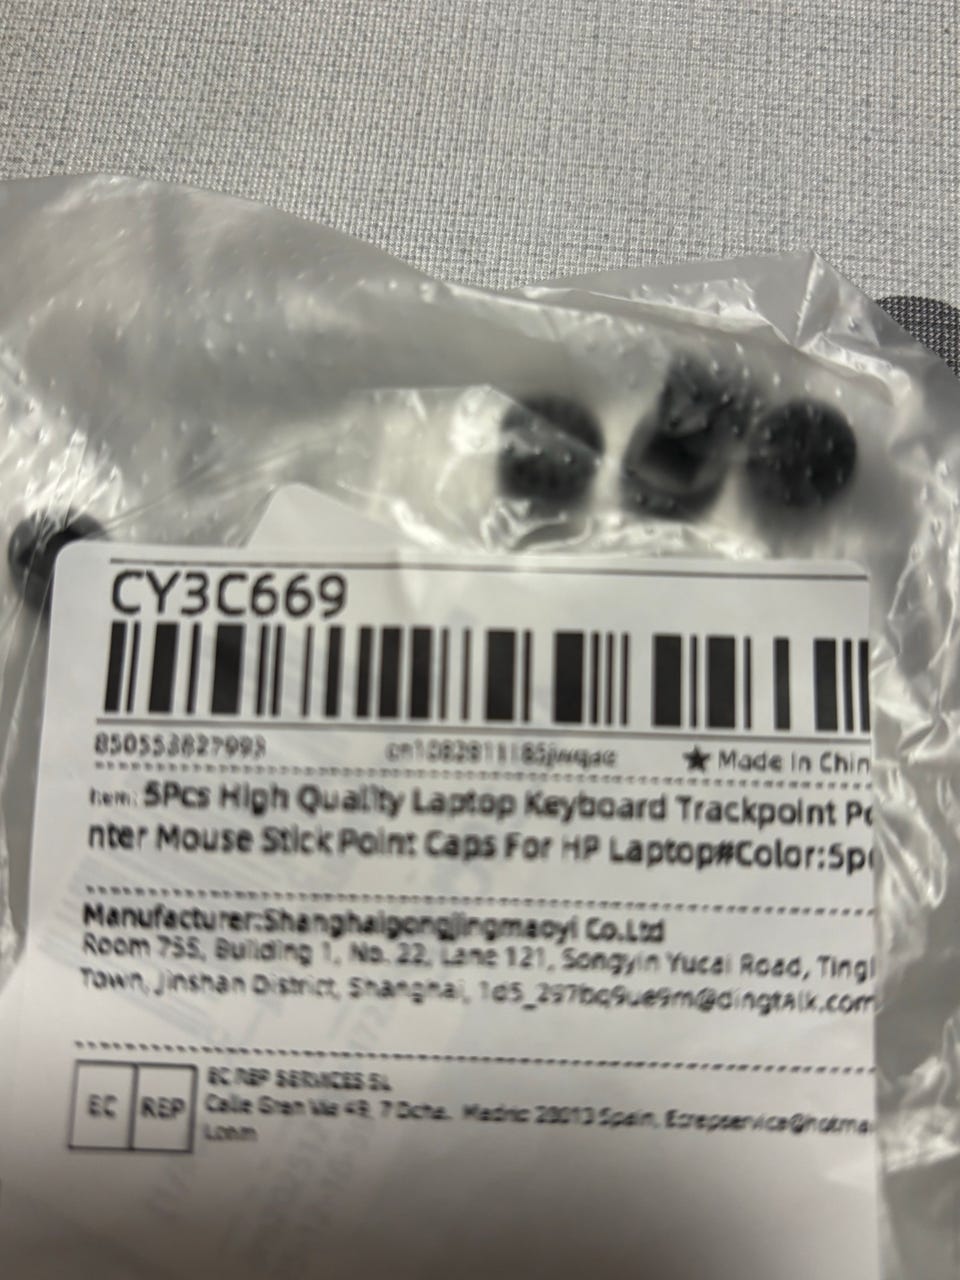 CY3C669
850553827993
★ Made In Chin
Item: 5Pcs High Quality Laptop Keyboard Trackpoint Po
nter Mouse Stick Point Caps For HP Laptop#Color:5p
Manufacturer:Shanghaigongjingmaoyi Co.Ltd
Room 755, Building 1, No. 22, Lane 121, Songyin Yucai Road, Tingl
Town, Jinshan District, Shanghai,
EC REP
EC REP SERVICES SL
Calle Gran Via 49, 7 Dcha. Madrid 28013 Spain,